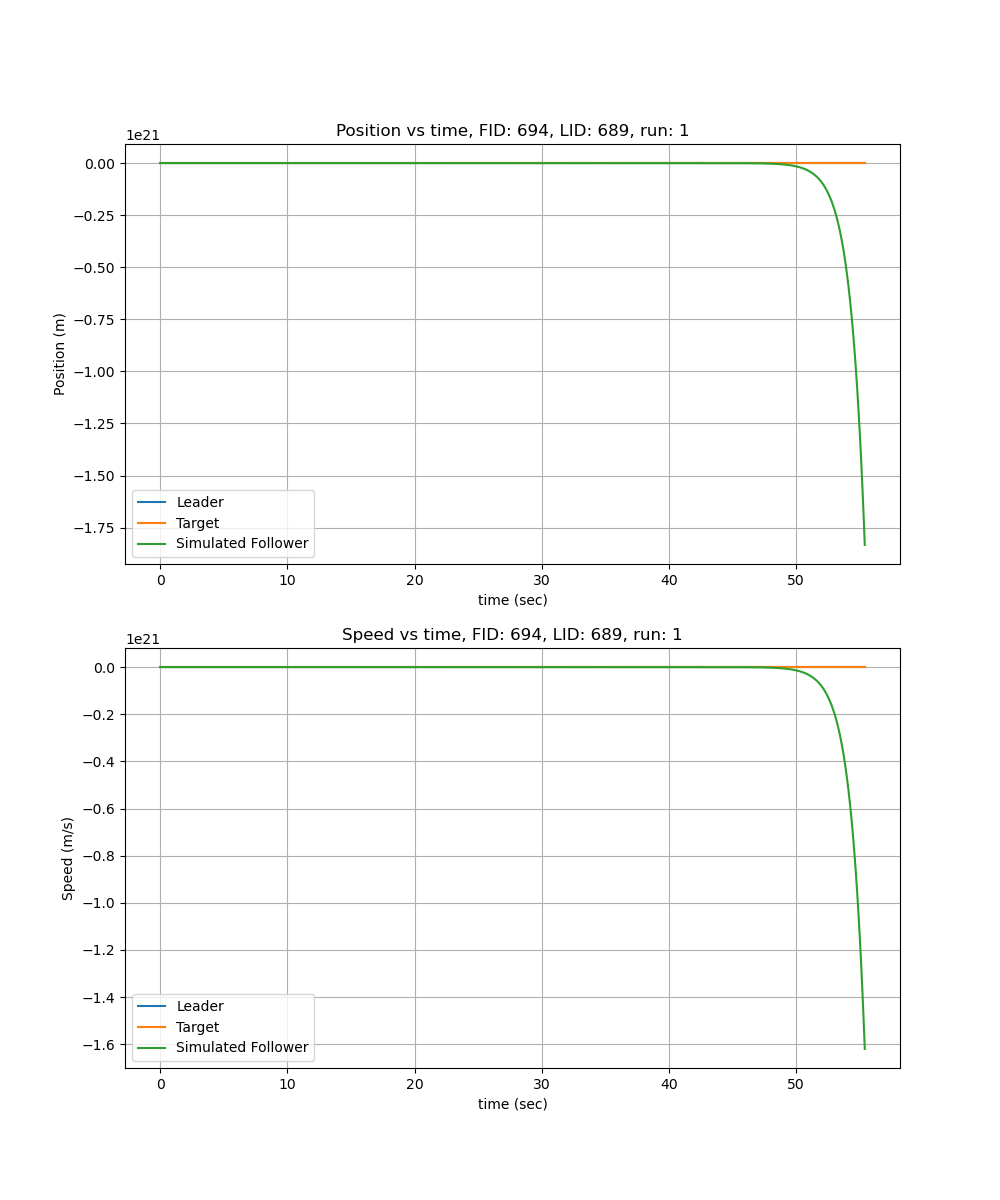 Position vs time, FID: 694, LID: 689, run: 1
1e21
0.00
−0.25
−0.50
−0.75
−1.00
−1.25
−1.50
−1.75
Position (m)
Leader
Target
Simulated Follower
0 10 20 30 40 50
time (sec)
Speed vs time, FID: 694, LID: 689, run: 1
1e21
0.0
−0.2
−0.4
−0.6
−0.8
−1.0
−1.2
−1.4
−1.6
Speed (m/s)
Leader
Target
Simulated Follower
0 10 20 30 40 50
time (sec)